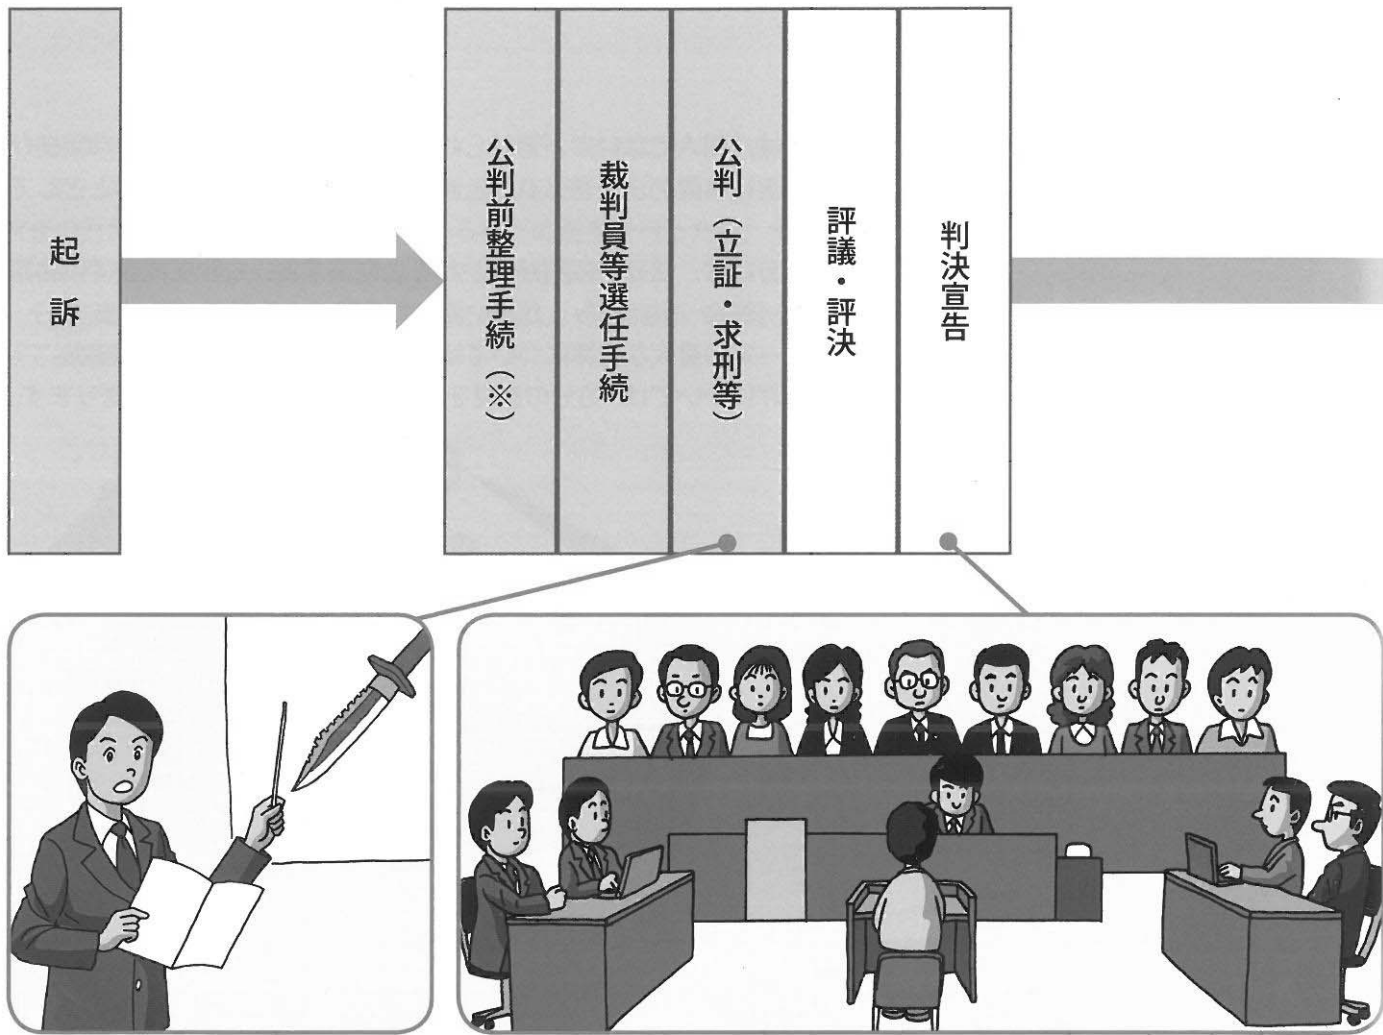 起訴
公判前整理手続（※）
裁判員等選任手続
公判（立証・求刑等）
評議・評決
判決宣告